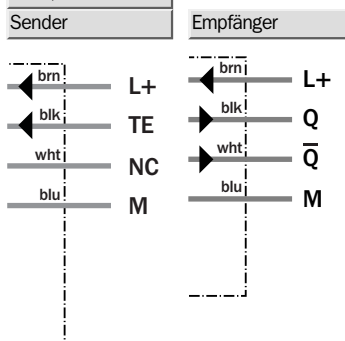 Sender
brn L+
blk TE
wht NC
blu M
Empfänger
brn L+
blk Q
wht Q̅
blu M